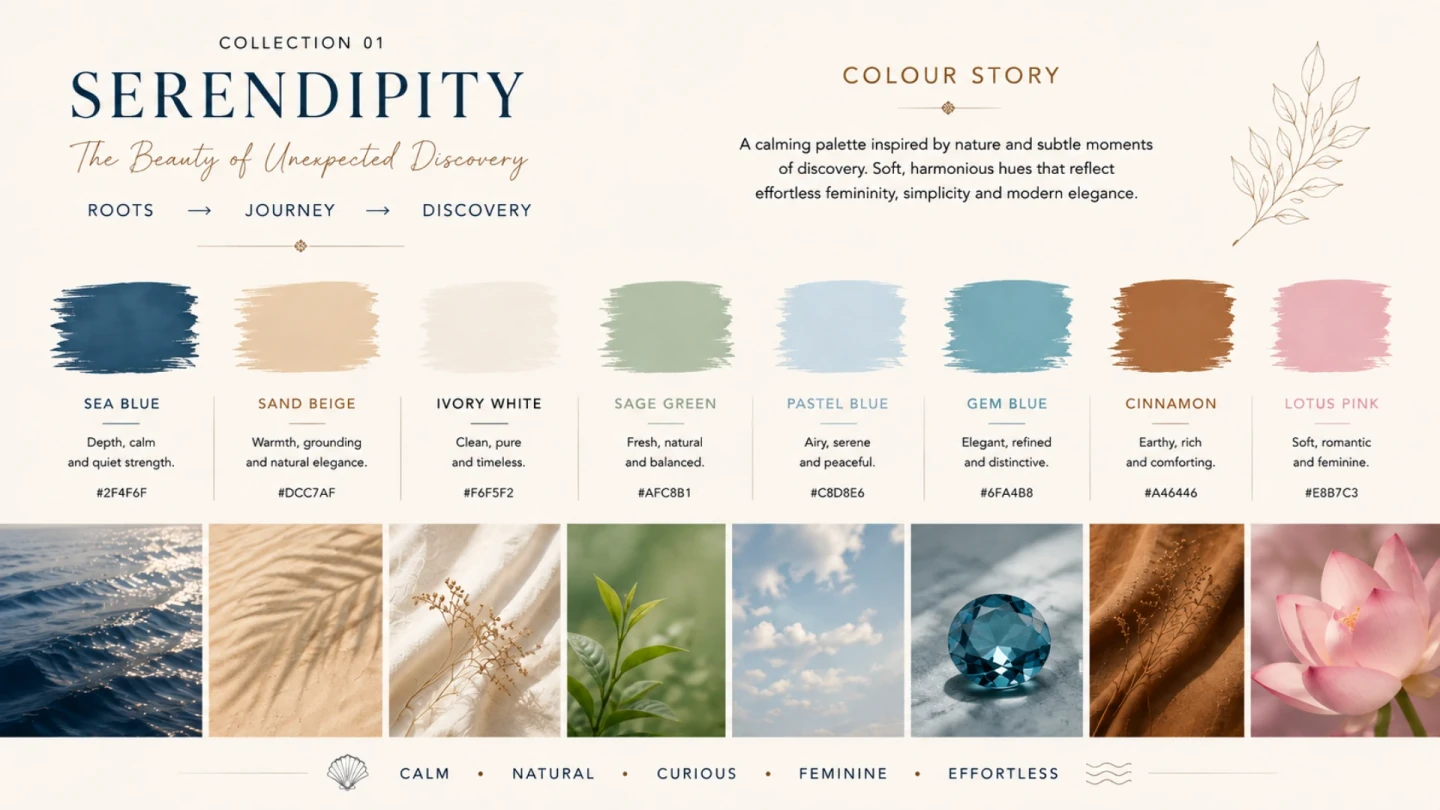 COLLECTION 01
SERENDIPITY
The Beauty of Unexpected Discovery
ROOTS → JOURNEY → DISCOVERY
COLOUR STORY
A calming palette inspired by nature and subtle moments
of discovery. Soft, harmonious hues that reflect
effortless femininity, simplicity and modern elegance.
SEA BLUE
Depth, calm
and quiet strength.
#2F4F6F
SAND BEIGE
Warmth, grounding
and natural elegance.
#DCC7AF
IVORY WHITE
Clean, pure
and timeless.
#F6F5F2
SAGE GREEN
Fresh, natural
and balanced.
#AFC8B1
PASTEL BLUE
Airy, serene
and peaceful.
#C8D8E6
GEM BLUE
Elegant, refined
and distinctive.
#6FA4B8
CINNAMON
Earthy, rich
and comforting.
#A46446
LOTUS PINK
Soft, romantic
and feminine.
#E8B7C3
CALM • NATURAL • CURIOUS • FEMININE • EFFORTLESS